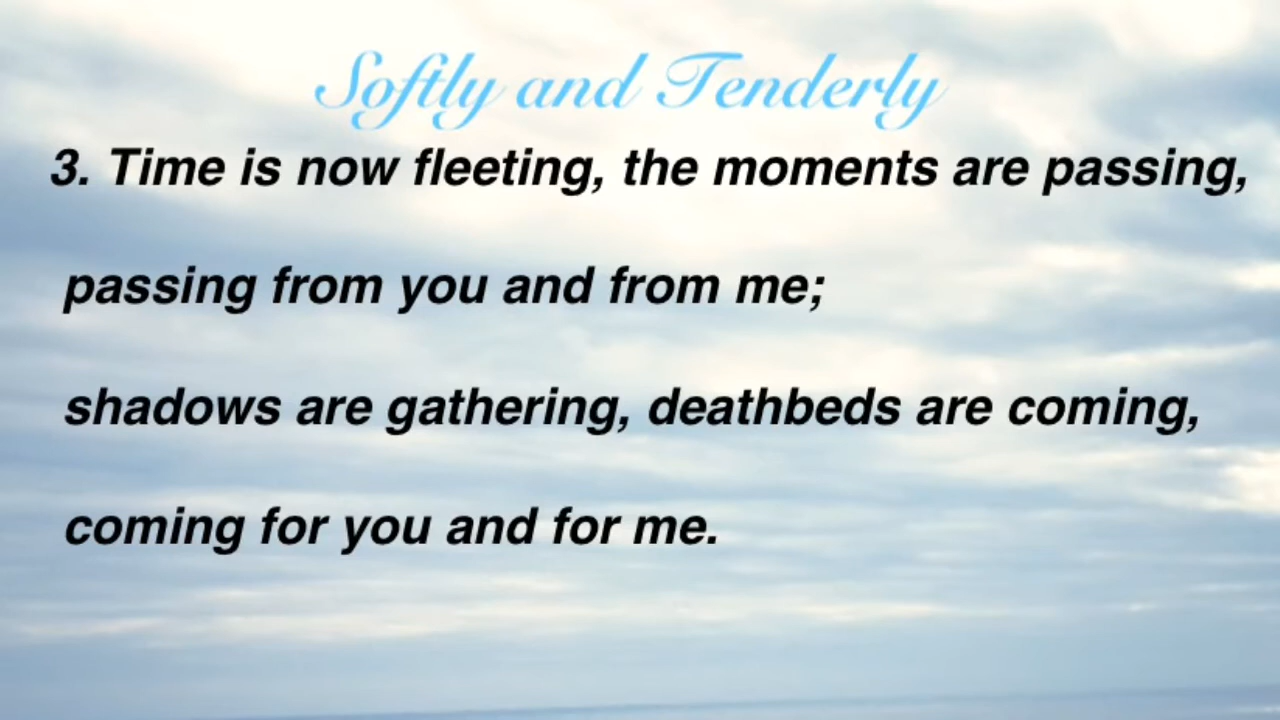 Softly and Tenderly
3. Time is now fleeting, the moments are passing,
passing from you and from me;
shadows are gathering, deathbeds are coming,
coming for you and for me.